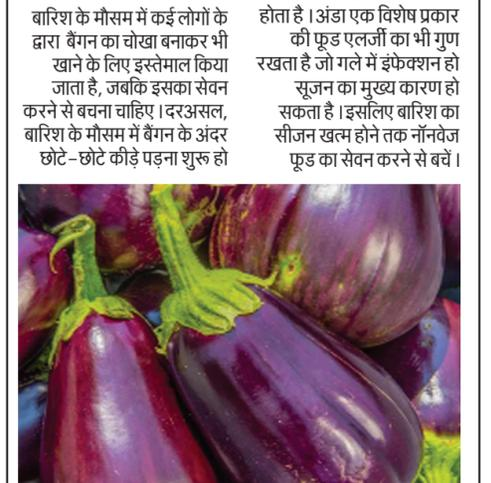 बारिश के मौसम में कई लोगों के
द्वारा बैंगन का चोखा बनाकर भी
खाने के लिए इस्तेमाल किया
जाता है, जबकि इसका सेवन
करने से बचना चाहिए ।दरअसल,
बारिश के मौसम में बैंगन के अंदर
छोटे-छोटे कीड़े पड़ना शुरू हो
होता है ।अंडा एक विशेष प्रकार
की फूड एलर्जी का भी गुण
रखता है जो गले में इंफेक्शन हो
सूजन का मुख्य कारण हो
सकता है ।इसलिए बारिश का
सीजन खत्म होने तक नॉनवेज
फूड का सेवन करने से बचें ।